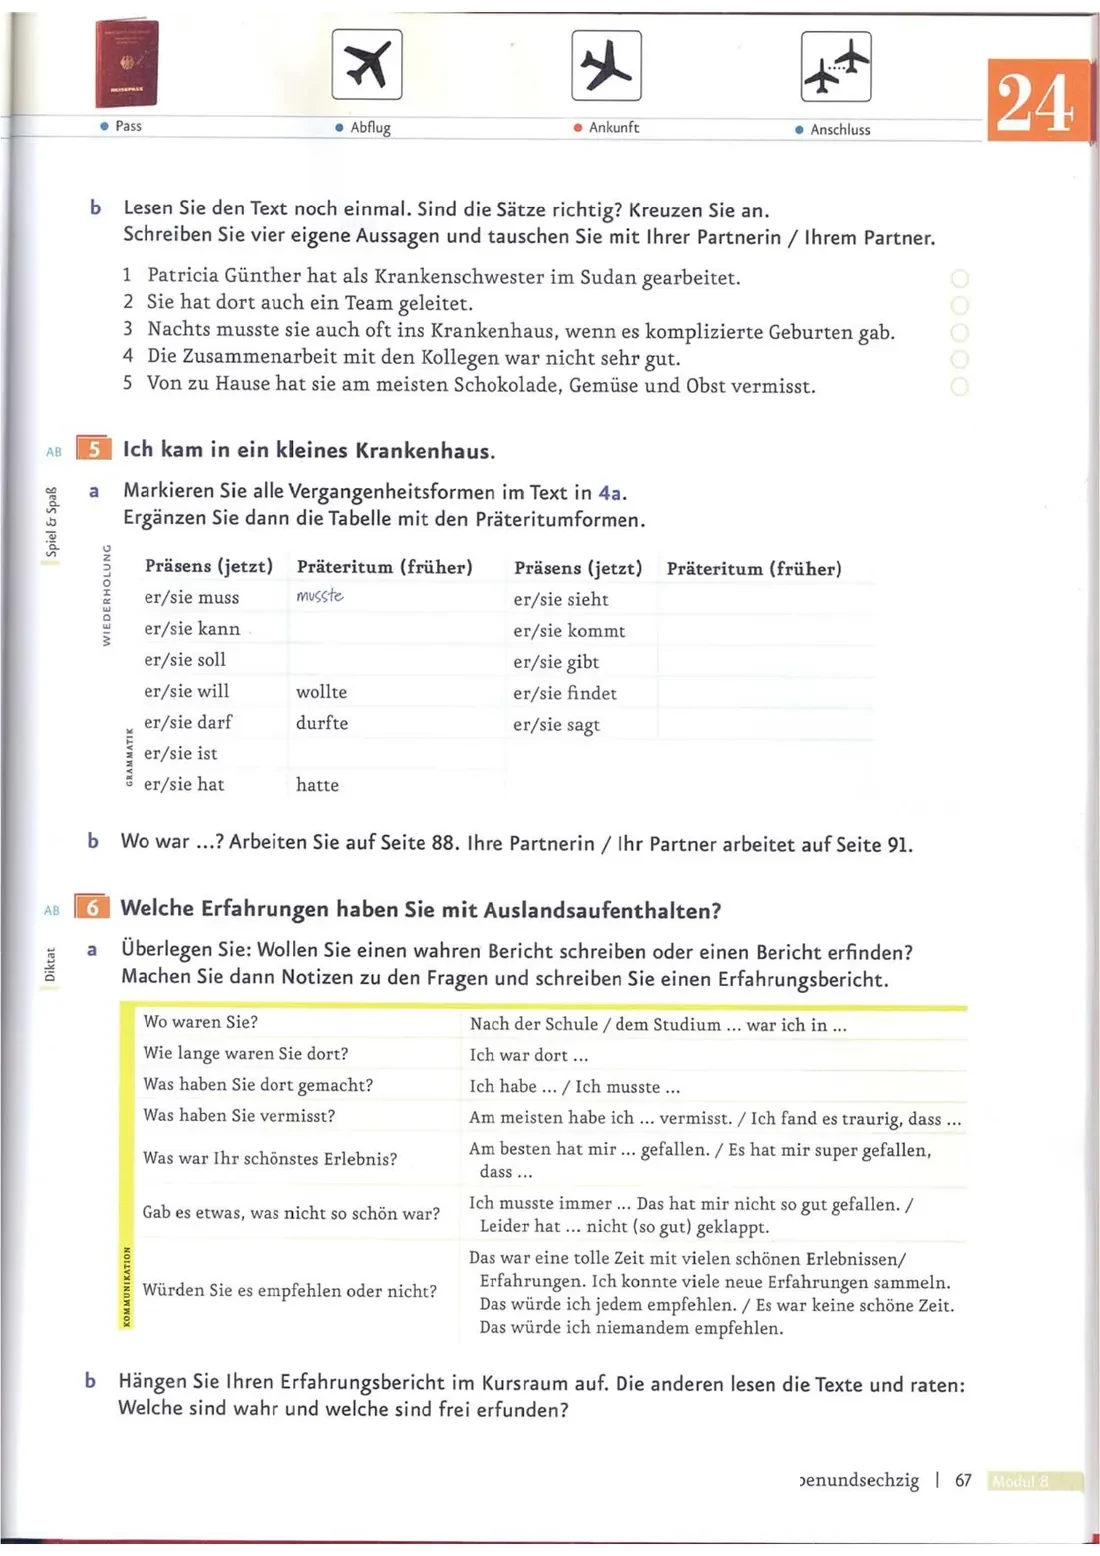 REISEPASS
Pass
Abflug
Ankunft
Anschluss
24
b Lesen Sie den Text noch einmal. Sind die Sätze richtig? Kreuzen Sie an.
Schreiben Sie vier eigene Aussagen und tauschen Sie mit Ihrer Partnerin / Ihrem Partner.
1 Patricia Günther hat als Krankenschwester im Sudan gearbeitet.
2 Sie hat dort auch ein Team geleitet.
3 Nachts musste sie auch oft ins Krankenhaus, wenn es komplizierte Geburten gab.
4 Die Zusammenarbeit mit den Kollegen war nicht sehr gut.
5 Von zu Hause hat sie am meisten Schokolade, Gemüse und Obst vermisst.
AB 5 Ich kam in ein kleines Krankenhaus.
Spiel & Spaß
a Markieren Sie alle Vergangenheitsformen im Text in 4a.
Ergänzen Sie dann die Tabelle mit den Präteritumformen.
WIEDERHOLUNG
GRAMMATIK
Präsens (jetzt) Präteritum (früher) Präsens (jetzt) Präteritum (früher)
er/sie muss musste er/sie sieht
er/sie kann er/sie kommt
er/sie soll er/sie gibt
er/sie will wollte er/sie findet
er/sie darf durfte er/sie sagt
er/sie ist
er/sie hat hatte
b Wo war ...? Arbeiten Sie auf Seite 88. Ihre Partnerin / Ihr Partner arbeitet auf Seite 91.
AB 6 Welche Erfahrungen haben Sie mit Auslandsaufenthalten?
Diktat
a Überlegen Sie: Wollen Sie einen wahren Bericht schreiben oder einen Bericht erfinden?
Machen Sie dann Notizen zu den Fragen und schreiben Sie einen Erfahrungsbericht.
KOMMUNIKATION
Wo waren Sie? Nach der Schule / dem Studium ... war ich in ...
Wie lange waren Sie dort? Ich war dort ...
Was haben Sie dort gemacht? Ich habe ... / Ich musste ...
Was haben Sie vermisst? Am meisten habe ich ... vermisst. / Ich fand es traurig, dass ...
Was war Ihr schönstes Erlebnis? Am besten hat mir ... gefallen. / Es hat mir super gefallen,
dass ...
Gab es etwas, was nicht so schön war? Ich musste immer ... Das hat mir nicht so gut gefallen. /
Leider hat ... nicht (so gut) geklappt.
Würden Sie es empfehlen oder nicht? Das war eine tolle Zeit mit vielen schönen Erlebnissen/
Erfahrungen. Ich konnte viele neue Erfahrungen sammeln.
Das würde ich jedem empfehlen. / Es war keine schöne Zeit.
Das würde ich niemandem empfehlen.
b Hängen Sie Ihren Erfahrungsbericht im Kursraum auf. Die anderen lesen die Texte und raten:
Welche sind wahr und welche sind frei erfunden?
enundsechzig | 67 Modul 8